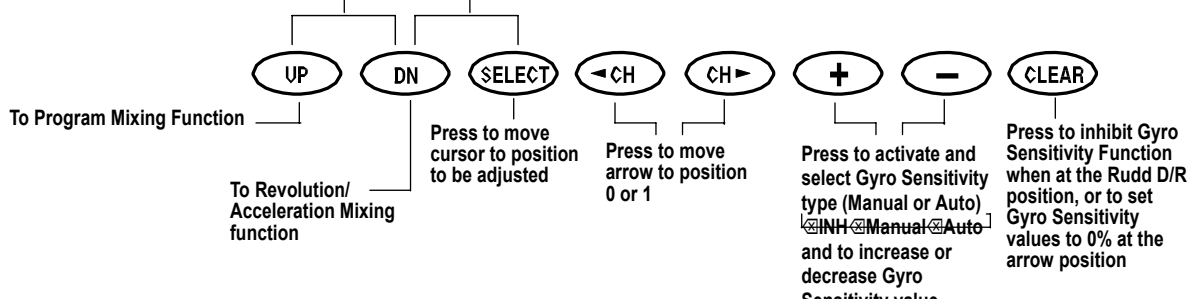 UP DN SELECT ◄CH CH► + − CLEAR
To Program Mixing Function
To Revolution/
Acceleration Mixing
function
Press to move
cursor to position
to be adjusted
Press to move
arrow to position
0 or 1
Press to activate and
select Gyro Sensitivity
type (Manual or Auto)
⌫INH⌫Manual⌫Auto
and to increase or
decrease Gyro
Sensitivity value
Press to inhibit Gyro
Sensitivity Function
when at the Rudd D/R
position, or to set
Gyro Sensitivity
values to 0% at the
arrow position